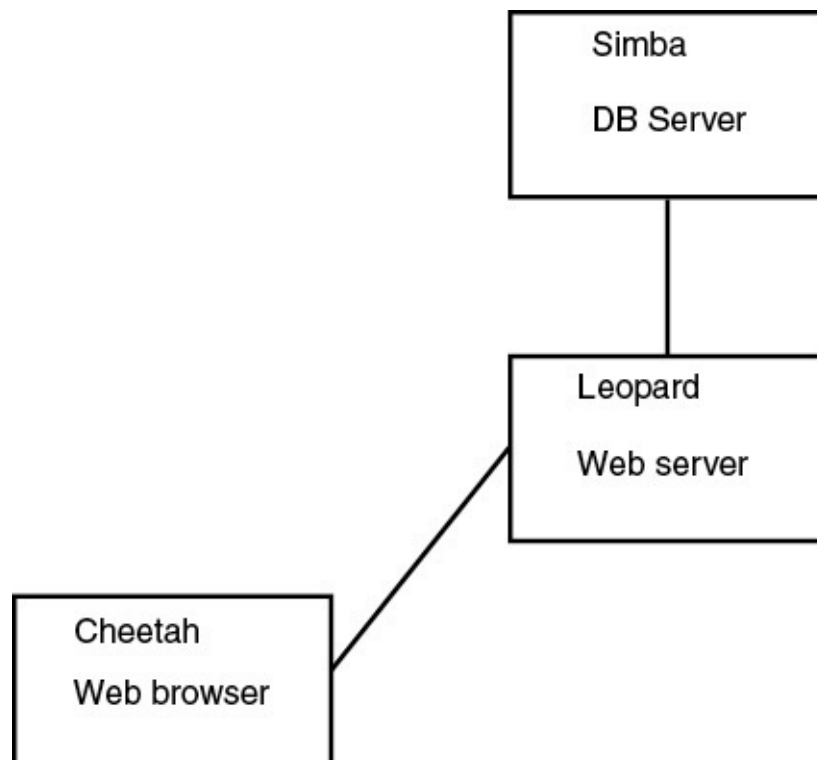 Simba
DB Server
Leopard
Web server
Cheetah
Web browser